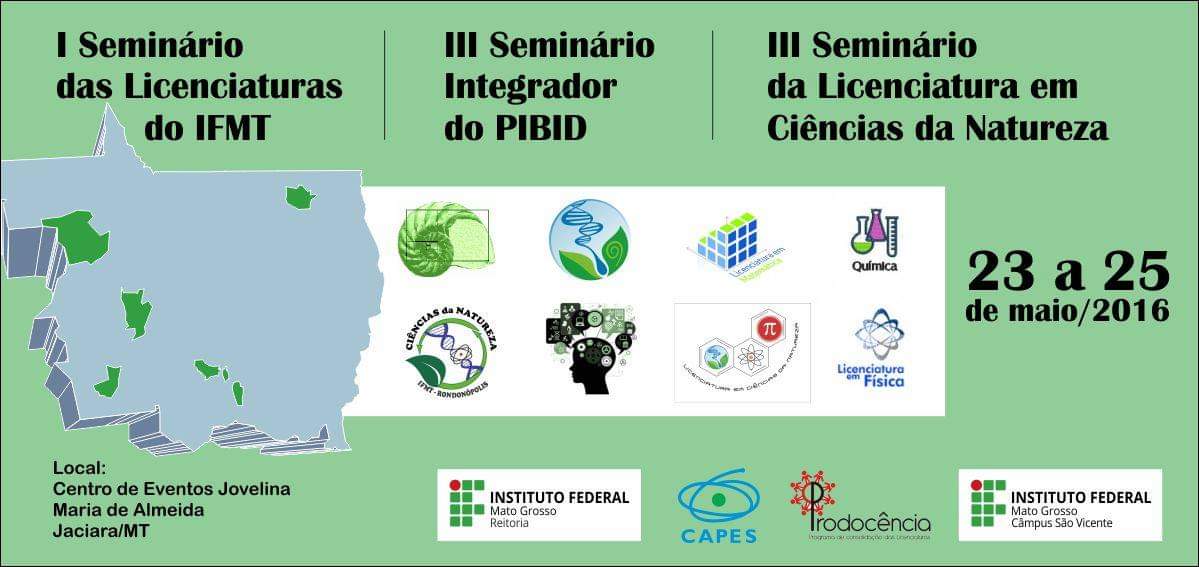 I Seminário
das Licenciaturas
do IFMT
III Seminário
Integrador
do PIBID
III Seminário
da Licenciatura em
Ciências da Natureza
Licenciatura em
Matemática
Química
CIÊNCIAS da NATUREZA
IFMT - RONDONÓPOLIS
π
LICENCIATURA EM CIÊNCIAS DA NATUREZA
Licenciatura
em Física
23 a 25
de maio/2016
Local:
Centro de Eventos Jovelina
Maria de Almeida
Jaciara/MT
INSTITUTO FEDERAL
Mato Grosso
Reitoria
CAPES
Prodocência
Programa de consolidação das Licenciaturas
INSTITUTO FEDERAL
Mato Grosso
Câmpus São Vicente